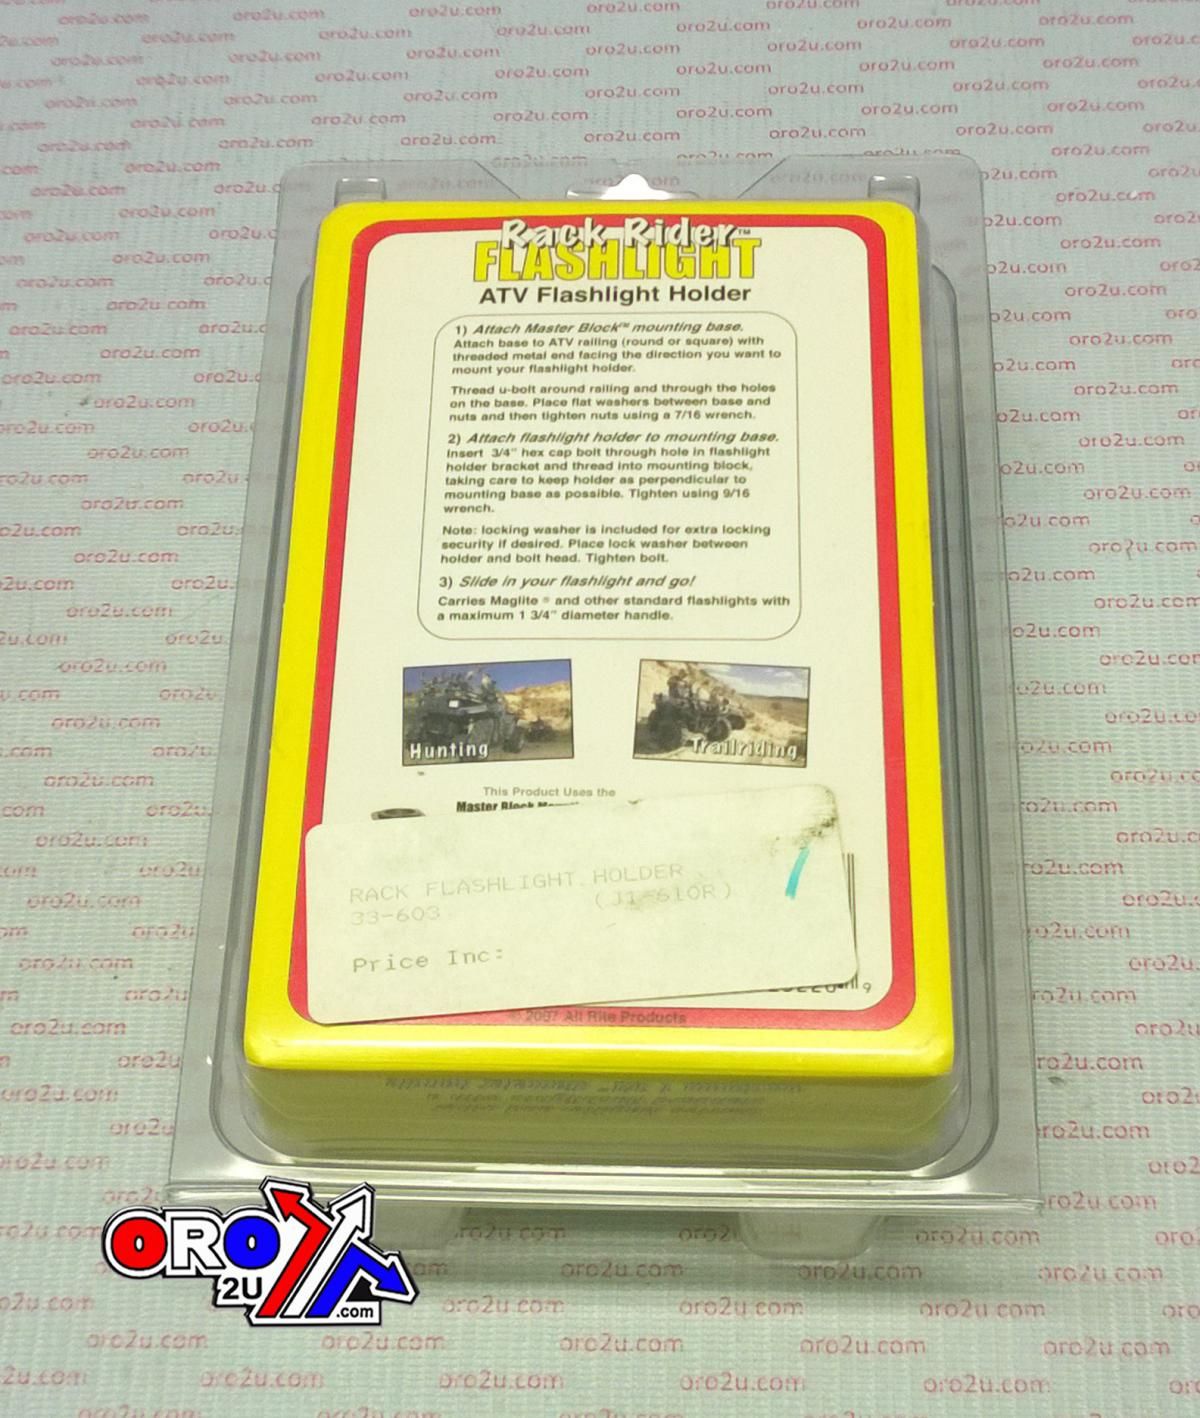 Rack Rider™
FLASHLIGHT
ATV Flashlight Holder
1) Attach Master Block™ mounting base.
Attach base to ATV railing (round or square) with
threaded metal end facing the direction you want to
mount your flashlight holder.
Thread u-bolt around railing and through the holes
on the base. Place flat washers between base and
nuts and then tighten nuts using a 7/16 wrench.
2) Attach flashlight holder to mounting base.
Insert 3/4" hex cap bolt through hole in flashlight
holder bracket and thread into mounting block,
taking care to keep holder as perpendicular to
mounting base as possible. Tighten using 9/16
wrench.
Note: locking washer is included for extra locking
security if desired. Place lock washer between
holder and bolt head. Tighten bolt.
3) Slide in your flashlight and go!
Carries Maglite ® and other standard flashlights with
a maximum 1 3/4" diameter handle.
Hunting
Trailriding
This Product Uses the
Master Block
RACK FLASHLIGHT HOLDER
33-603 (J1-610R)
Price Inc:
9
© 2007 All Rite Products
ORO
2U
.com
oro2u.com